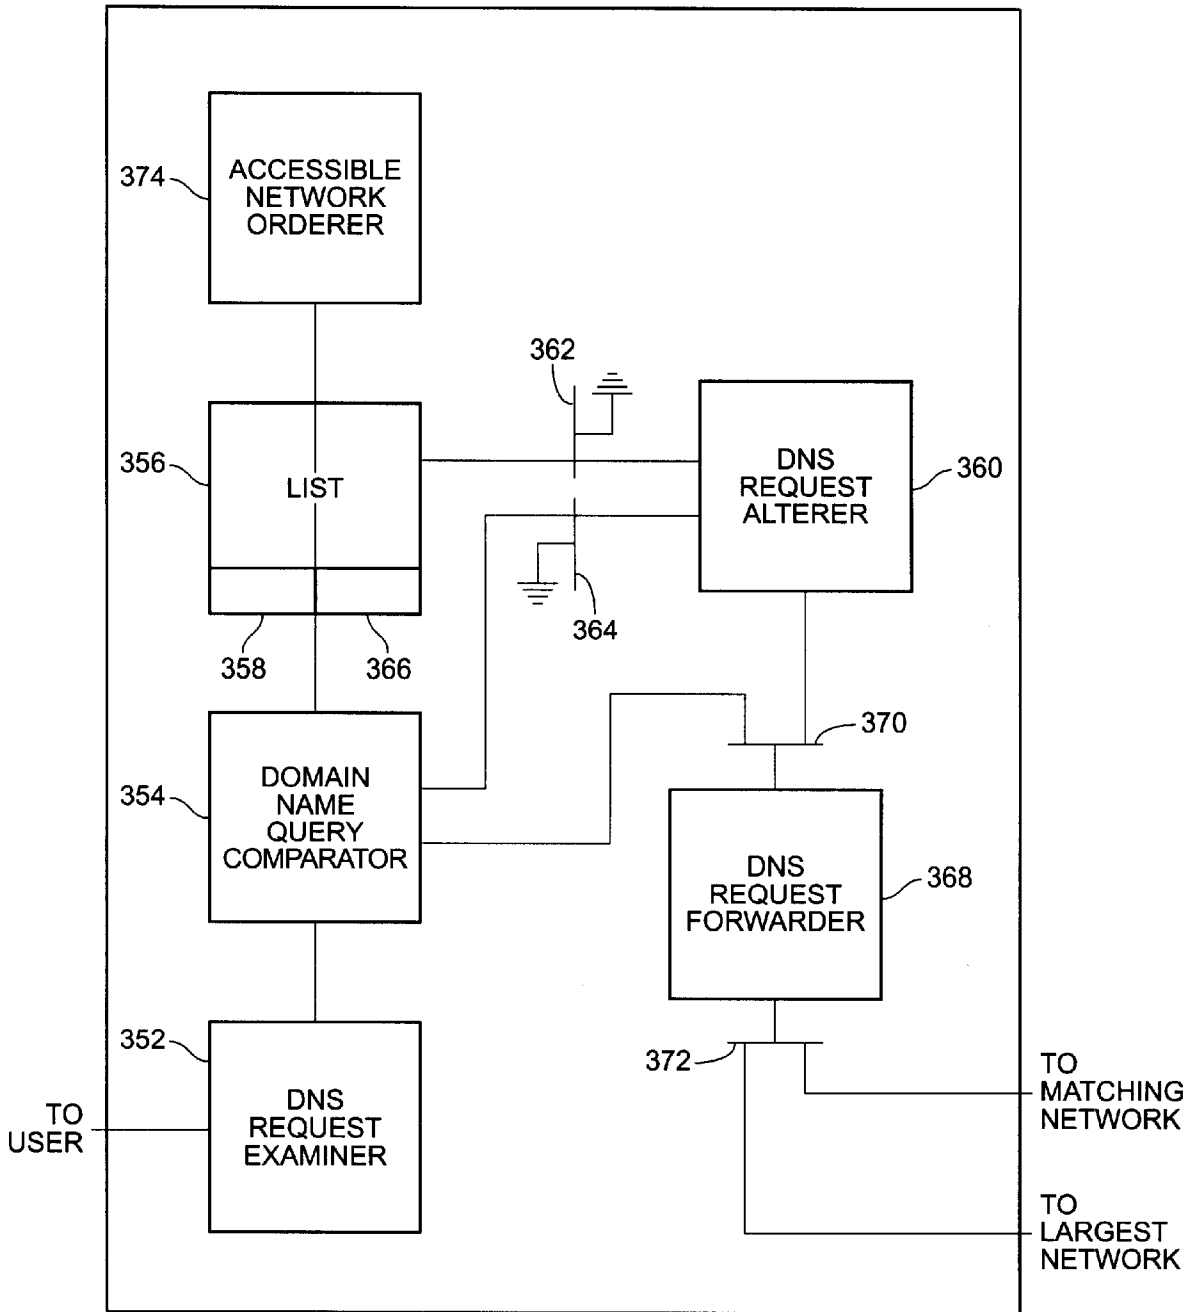 374
ACCESSIBLE
NETWORK
ORDERER
362
356
LIST
DNS
REQUEST
ALTERER
360
364
358
366
370
354
DOMAIN
NAME
QUERY
COMPARATOR
DNS
REQUEST
FORWARDER
368
352
372
TO
MATCHING
NETWORK
TO
USER
DNS
REQUEST
EXAMINER
TO
LARGEST
NETWORK